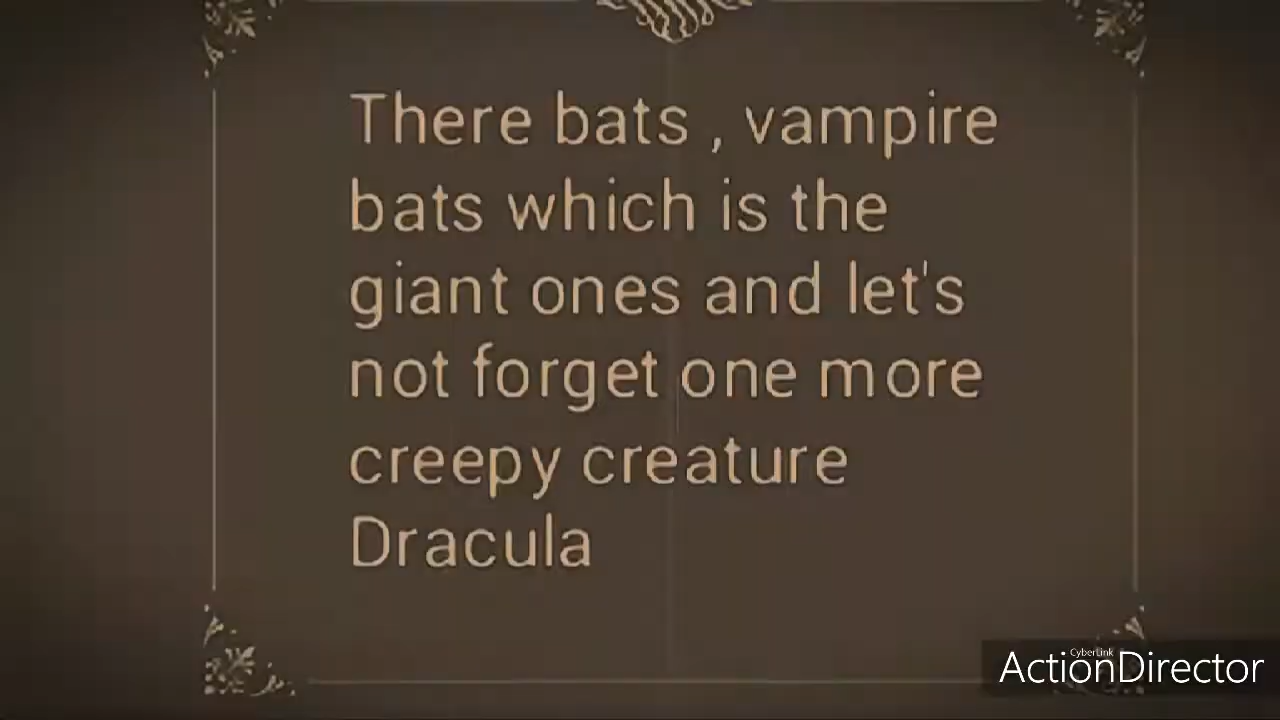 There bats , vampire
bats which is the
giant ones and let's
not forget one more
creepy creature
Dracula
CyberLink
ActionDirector